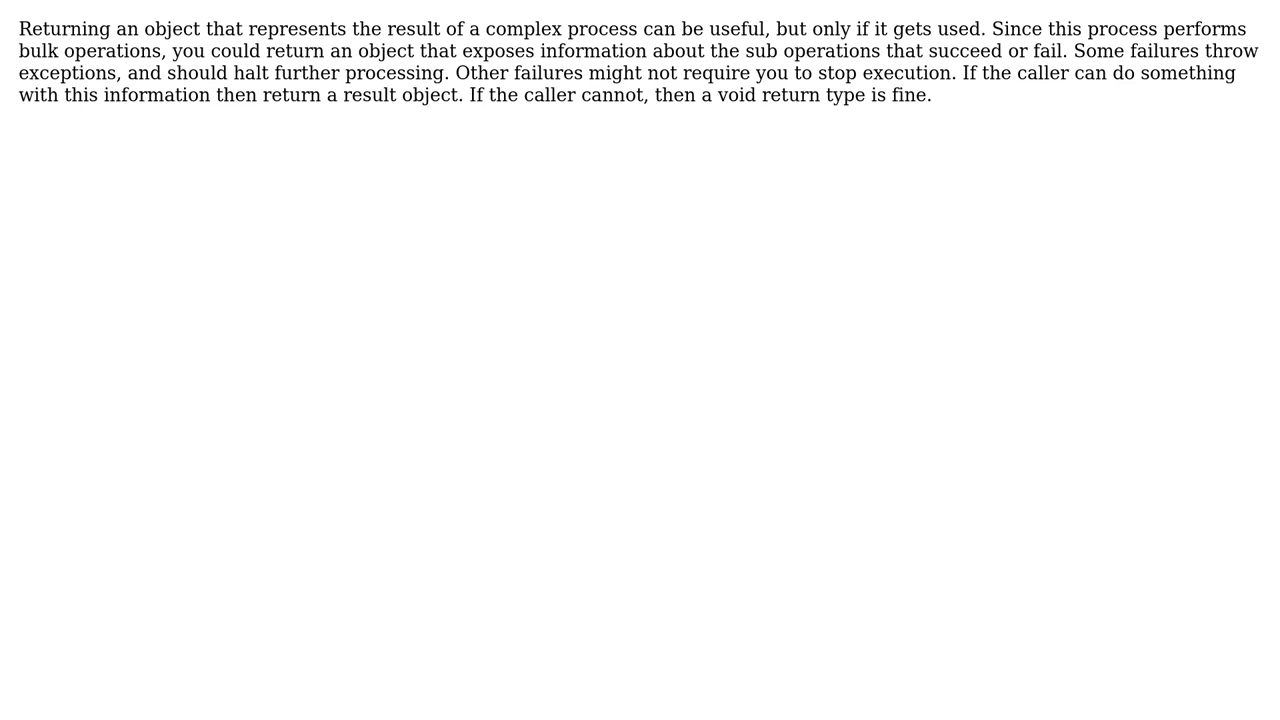 Returning an object that represents the result of a complex process can be useful, but only if it gets used. Since this process performs
bulk operations, you could return an object that exposes information about the sub operations that succeed or fail. Some failures throw
exceptions, and should halt further processing. Other failures might not require you to stop execution. If the caller can do something
with this information then return a result object. If the caller cannot, then a void return type is fine.